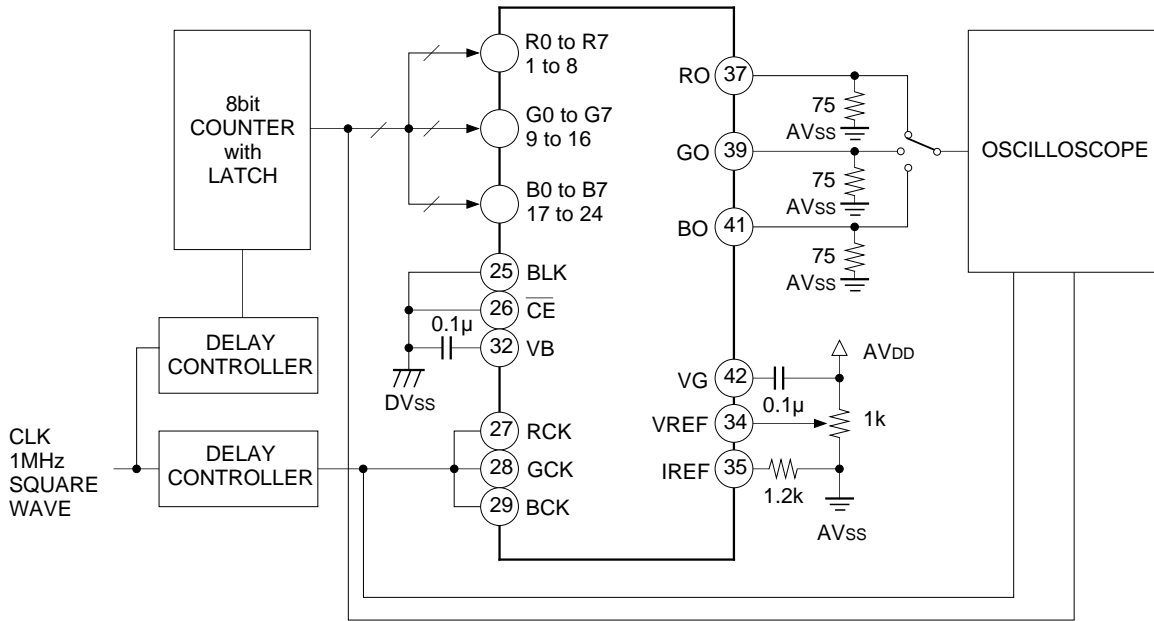 8bit
COUNTER
with
LATCH
DELAY
CONTROLLER
CLK
1MHz
SQUARE
WAVE
DELAY
CONTROLLER
R0 to R7
1 to 8
G0 to G7
9 to 16
B0 to B7
17 to 24
25 BLK
26 CE
0.1µ
32 VB
DVSS
27 RCK
28 GCK
29 BCK
RO 37
75
AVSS
GO 39
75
AVSS
BO 41
75
AVSS
OSCILLOSCOPE
AVDD
VG 42
0.1µ
VREF 34
1k
IREF 35
1.2k
AVSS